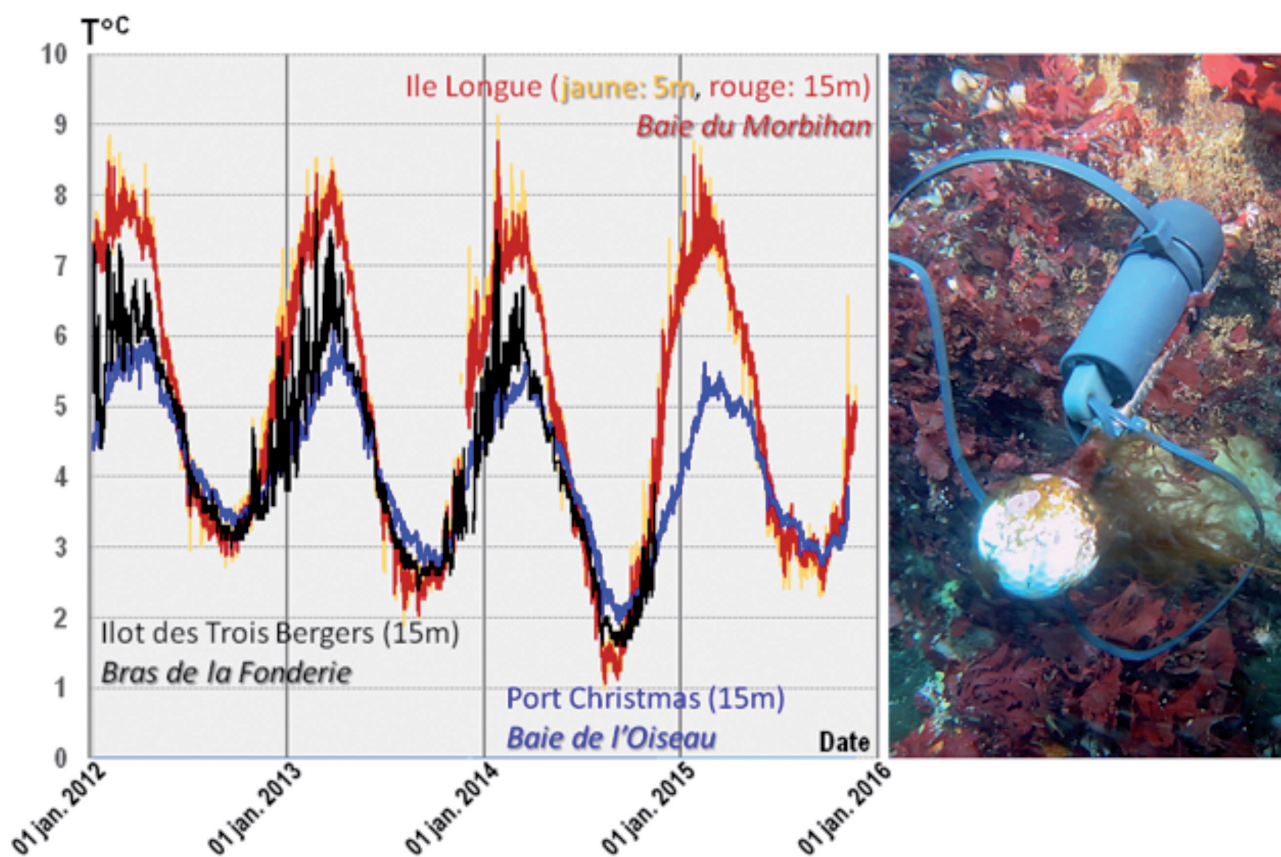 T°C
10
9
8
7
6
5
4
3
2
1
0
Ile Longue (jaune: 5m, rouge: 15m)
Baie du Morbihan
Ilot des Trois Bergers (15m)
Bras de la Fonderie
Port Christmas (15m)
Baie de l'Oiseau
Date
01 jan. 2012
01 jan. 2013
01 jan. 2014
01 jan. 2015
01 jan. 2016